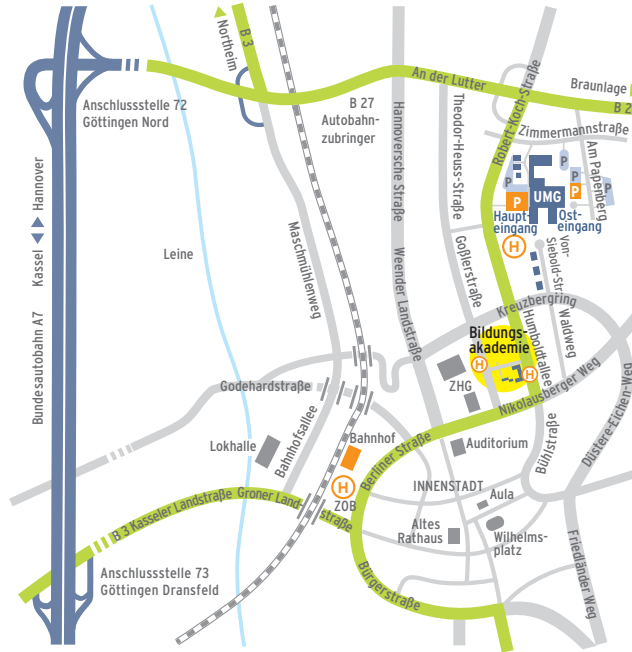 B 3
Northeim
An der Lutter
Braunlage
B 2
Anschlussstelle 72
Göttingen Nord
B 27
Autobahn-
zubringer
Hannoversche Straße
Theodor-Heuss-Straße
Robert-Koch-Straße
Zimmermannstraße
Am Papenberg
P
P
P
P
P
P
UMG
Haupt-
eingang
Ost-
eingang
H
Von-
Siebold-Str.
Kassel
Hannover
Bundesautobahn A7
Leine
Maschmühlenweg
Weender Landstraße
Goßlerstraße
Kreuzbergring
Humboldtallee
Waldweg
Bildungs-
akademie
H
H
ZHG
Nikolausberger Weg
Düstere-Eichen-Weg
Godehardstraße
Lokhalle
Bahnhofsallee
Bahnhof
H
ZOB
Berliner Straße
Auditorium
Bühlstraße
INNENSTADT
Aula
Altes
Rathaus
Wilhelms-
platz
B 3 Kasseler Landstraße
Groner Land-
straße
Bürgerstraße
Friedländer Weg
Anschlussstelle 73
Göttingen Dransfeld